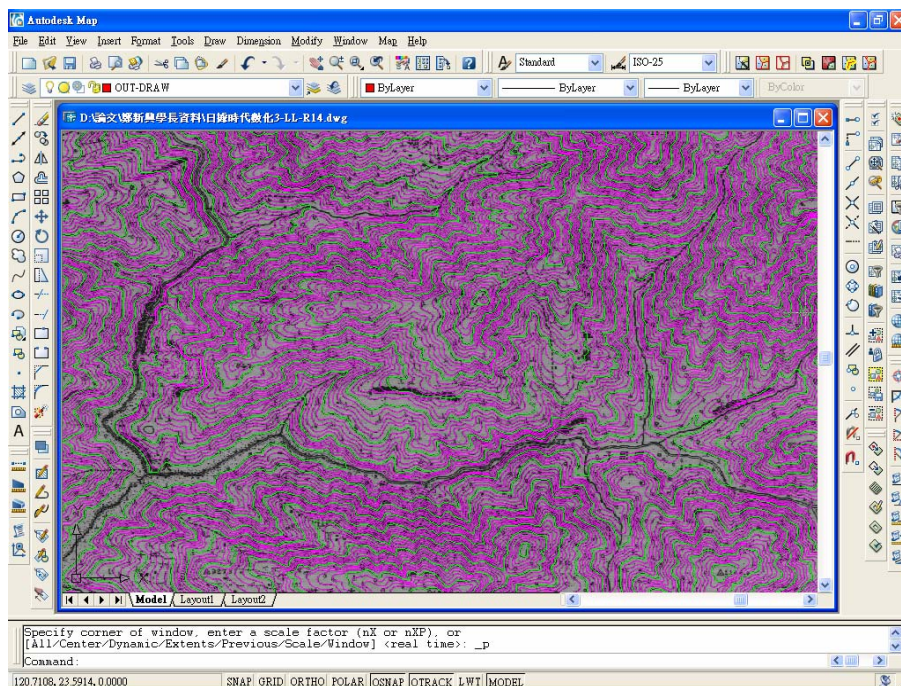 Autodesk Map
File Edit View Insert Format Tools Draw Dimension Modify Window Map Help
Standard ISO-25
OUT-DRAW ByLayer ByLayer ByLayer ByColor
D:\論文\鄭新興學長資料\日據時代數化3-LL-R14.dwg
A
Model Layout1 Layout2
Specify corner of window, enter a scale factor (nX or nXP), or
[All/Center/Dynamic/Extents/Previous/Scale/Window] <real time>: _p
Command:
120.7108, 23.5914, 0.0000 SNAP GRID ORTHO POLAR OSNAP OTRACK LWT MODEL